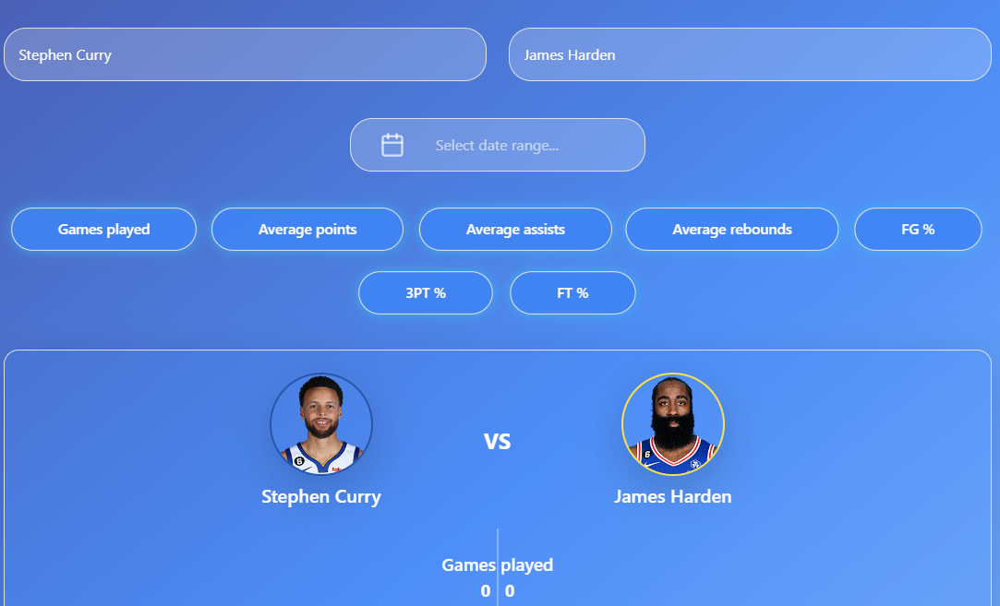 Stephen Curry
James Harden
Select date range...
Games played
Average points
Average assists
Average rebounds
FG %
3PT %
FT %
VS
Stephen Curry
James Harden
Games played
0 0